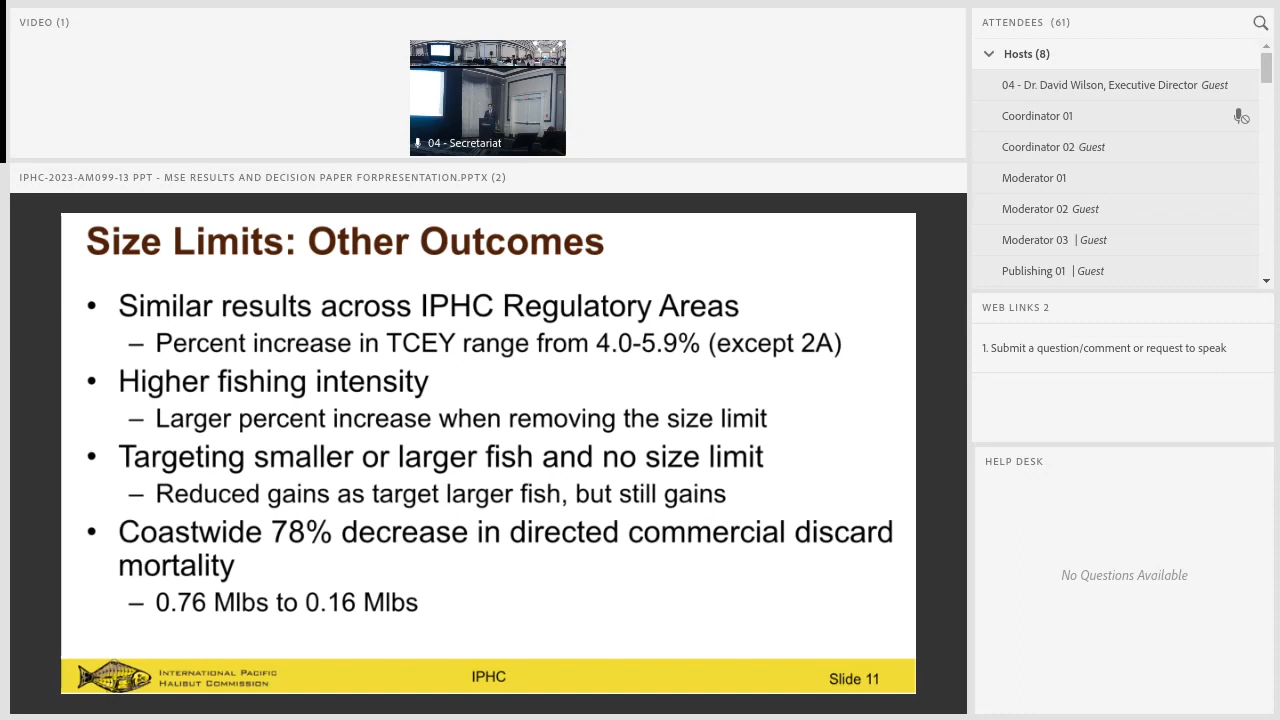 VIDEO (1)
04 - Secretariat
IPHC-2023-AM099-13 PPT - MSE RESULTS AND DECISION PAPER FORPRESENTATION.PPTX (2)
Size Limits: Other Outcomes
• Similar results across IPHC Regulatory Areas
– Percent increase in TCEY range from 4.0-5.9% (except 2A)
• Higher fishing intensity
– Larger percent increase when removing the size limit
• Targeting smaller or larger fish and no size limit
– Reduced gains as target larger fish, but still gains
• Coastwide 78% decrease in directed commercial discard
mortality
– 0.76 Mlbs to 0.16 Mlbs
INTERNATIONAL PACIFIC
HALIBUT COMMISSION
IPHC
Slide 11
ATTENDEES (61)
Hosts (8)
04 - Dr. David Wilson, Executive Director Guest
Coordinator 01
Coordinator 02 Guest
Moderator 01
Moderator 02 Guest
Moderator 03 | Guest
Publishing 01 | Guest
WEB LINKS 2
1. Submit a question/comment or request to speak
HELP DESK
No Questions Available